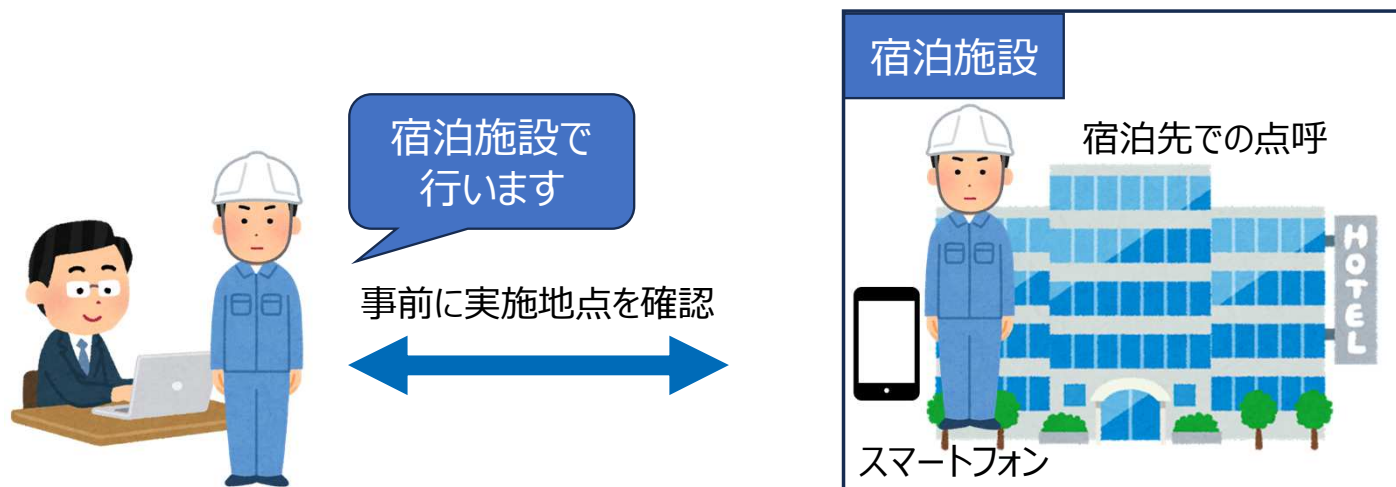 宿泊施設で
行います
事前に実施地点を確認
宿泊施設
宿泊先での点呼
HOTEL
スマートフォン